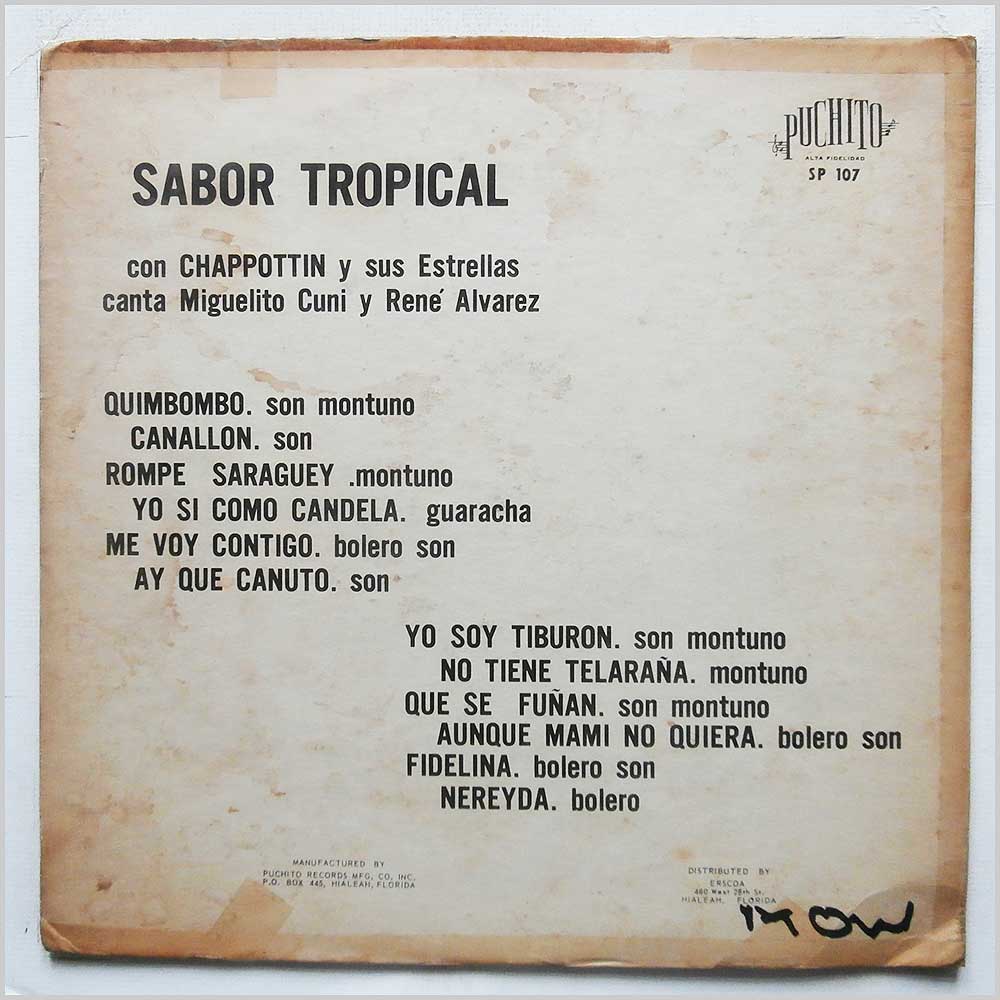 PUCHITO
ALTA FIDELIDAD
SP 107
SABOR TROPICAL
con CHAPPOTTIN y sus Estrellas
canta Miguelito Cuni y René Alvarez
QUIMBOMBO. son montuno
CANALLON. son
ROMPE SARAGUEY .montuno
YO SI COMO CANDELA. guaracha
ME VOY CONTIGO. bolero son
AY QUE CANUTO. son
YO SOY TIBURON. son montuno
NO TIENE TELARAÑA. montuno
QUE SE FUÑAN. son montuno
AUNQUE MAMI NO QUIERA. bolero son
FIDELINA. bolero son
NEREYDA. bolero
MANUFACTURED BY
PUCHITO RECORDS MFG, CO, INC.
P.O. BOX 445, HIALEAH, FLORIDA
DISTRIBUTED BY
ERSCOA
460 West 28th St.
HIALEAH, FLORIDA